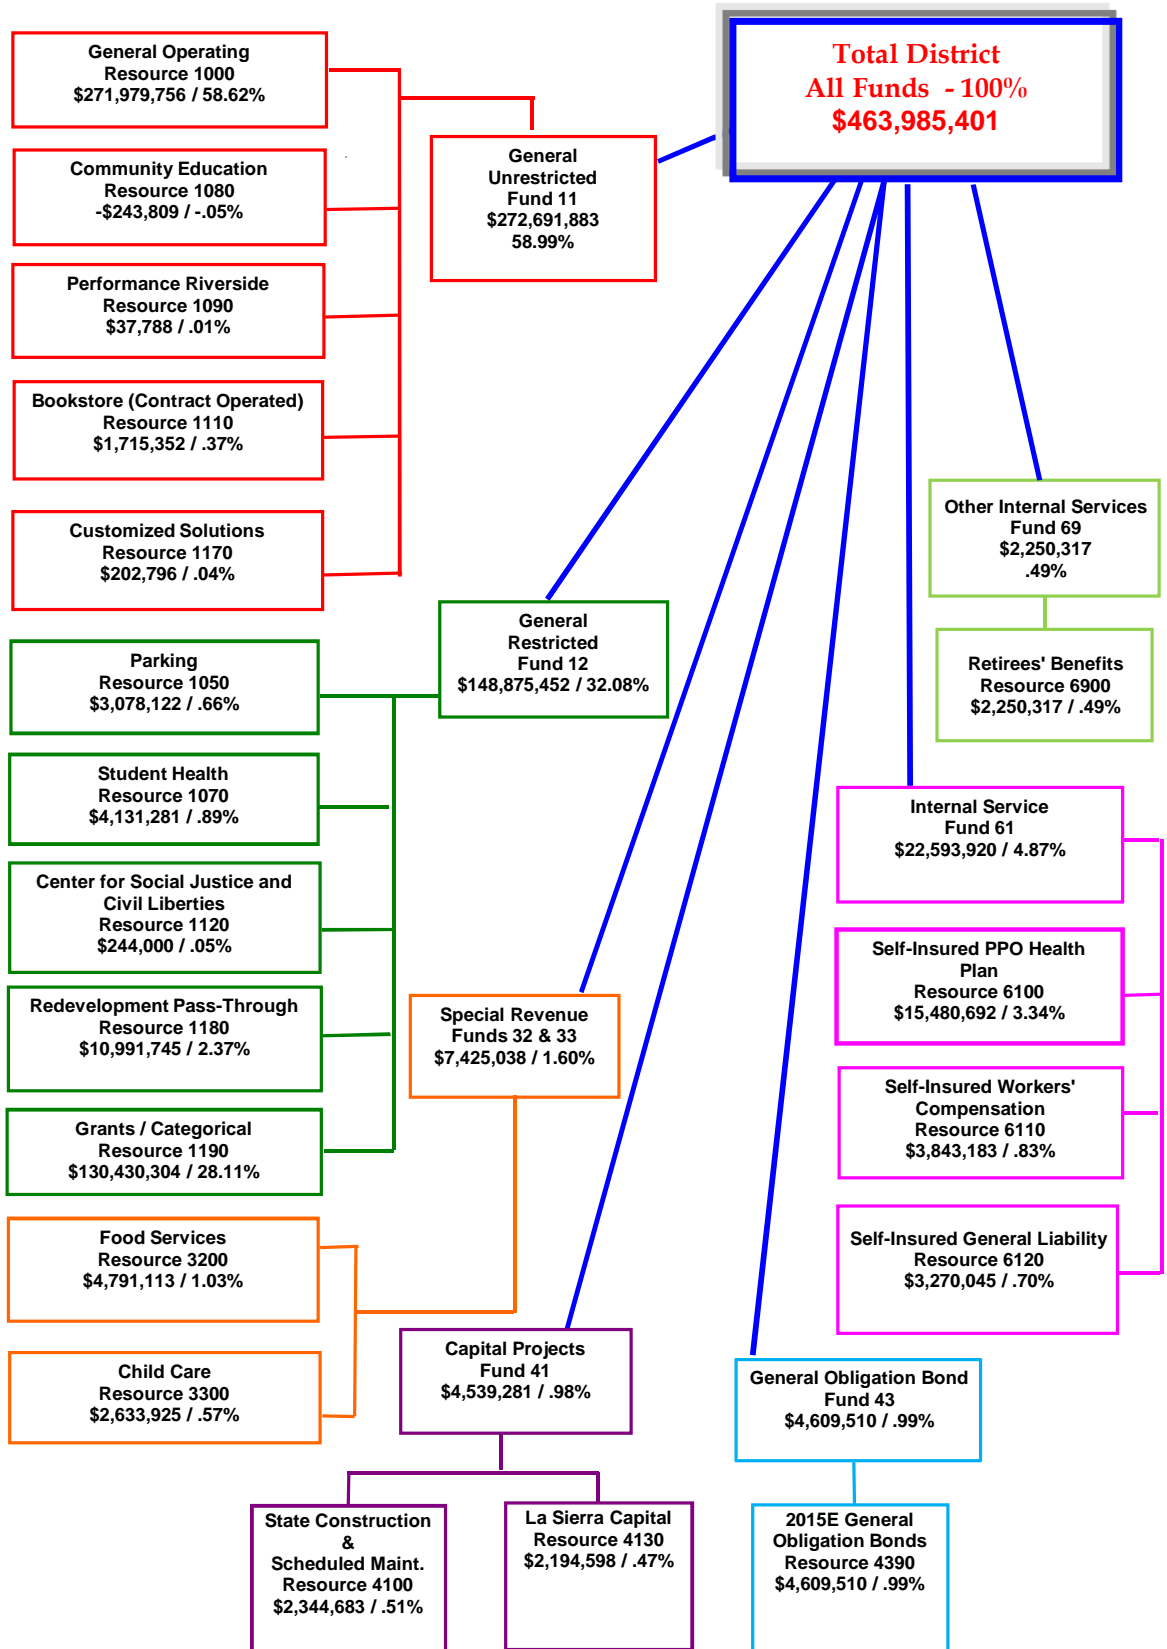 Total District
All Funds  - 100%
$463,985,401
General Operating
Resource 1000
$271,979,756 / 58.62%
Community Education
Resource 1080
-$243,809 / -.05%
Performance Riverside
Resource 1090
$37,788 / .01%
Bookstore (Contract Operated)
Resource 1110
$1,715,352 / .37%
Customized Solutions
Resource 1170
$202,796 / .04%
General
Unrestricted
Fund 11
$272,691,883
58.99%
Other Internal Services
Fund 69
$2,250,317
.49%
Retirees' Benefits
Resource 6900
$2,250,317 / .49%
General
Restricted
Fund 12
$148,875,452 / 32.08%
Parking
Resource 1050
$3,078,122 / .66%
Student Health
Resource 1070
$4,131,281 / .89%
Center for Social Justice and
Civil Liberties
Resource 1120
$244,000 / .05%
Redevelopment Pass-Through
Resource 1180
$10,991,745 / 2.37%
Grants / Categorical
Resource 1190
$130,430,304 / 28.11%
Internal Service
Fund 61
$22,593,920 / 4.87%
Self-Insured PPO Health
Plan
Resource 6100
$15,480,692 / 3.34%
Self-Insured Workers'
Compensation
Resource 6110
$3,843,183 / .83%
Self-Insured General Liability
Resource 6120
$3,270,045 / .70%
Special Revenue
Funds 32 & 33
$7,425,038 / 1.60%
Food Services
Resource 3200
$4,791,113 / 1.03%
Child Care
Resource 3300
$2,633,925 / .57%
Capital Projects
Fund 41
$4,539,281 / .98%
General Obligation Bond
Fund 43
$4,609,510 / .99%
State Construction
&
Scheduled Maint.
Resource 4100
$2,344,683 / .51%
La Sierra Capital
Resource 4130
$2,194,598 / .47%
2015E General
Obligation Bonds
Resource 4390
$4,609,510 / .99%